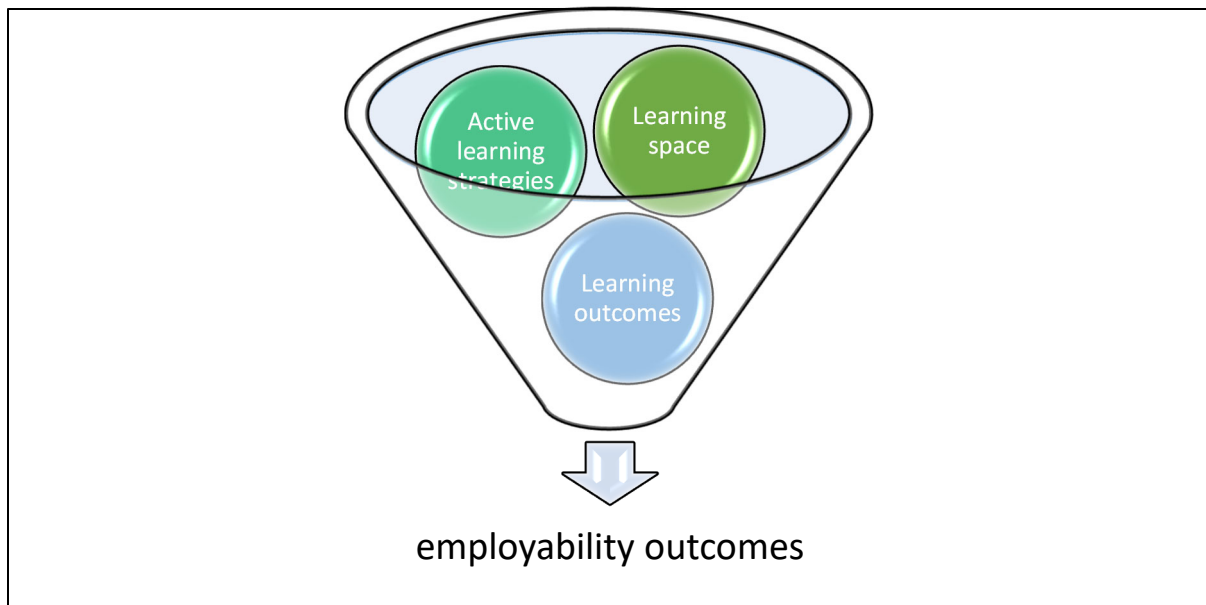 Active
learning
strategies
Learning
space
Learning
outcomes
employability outcomes